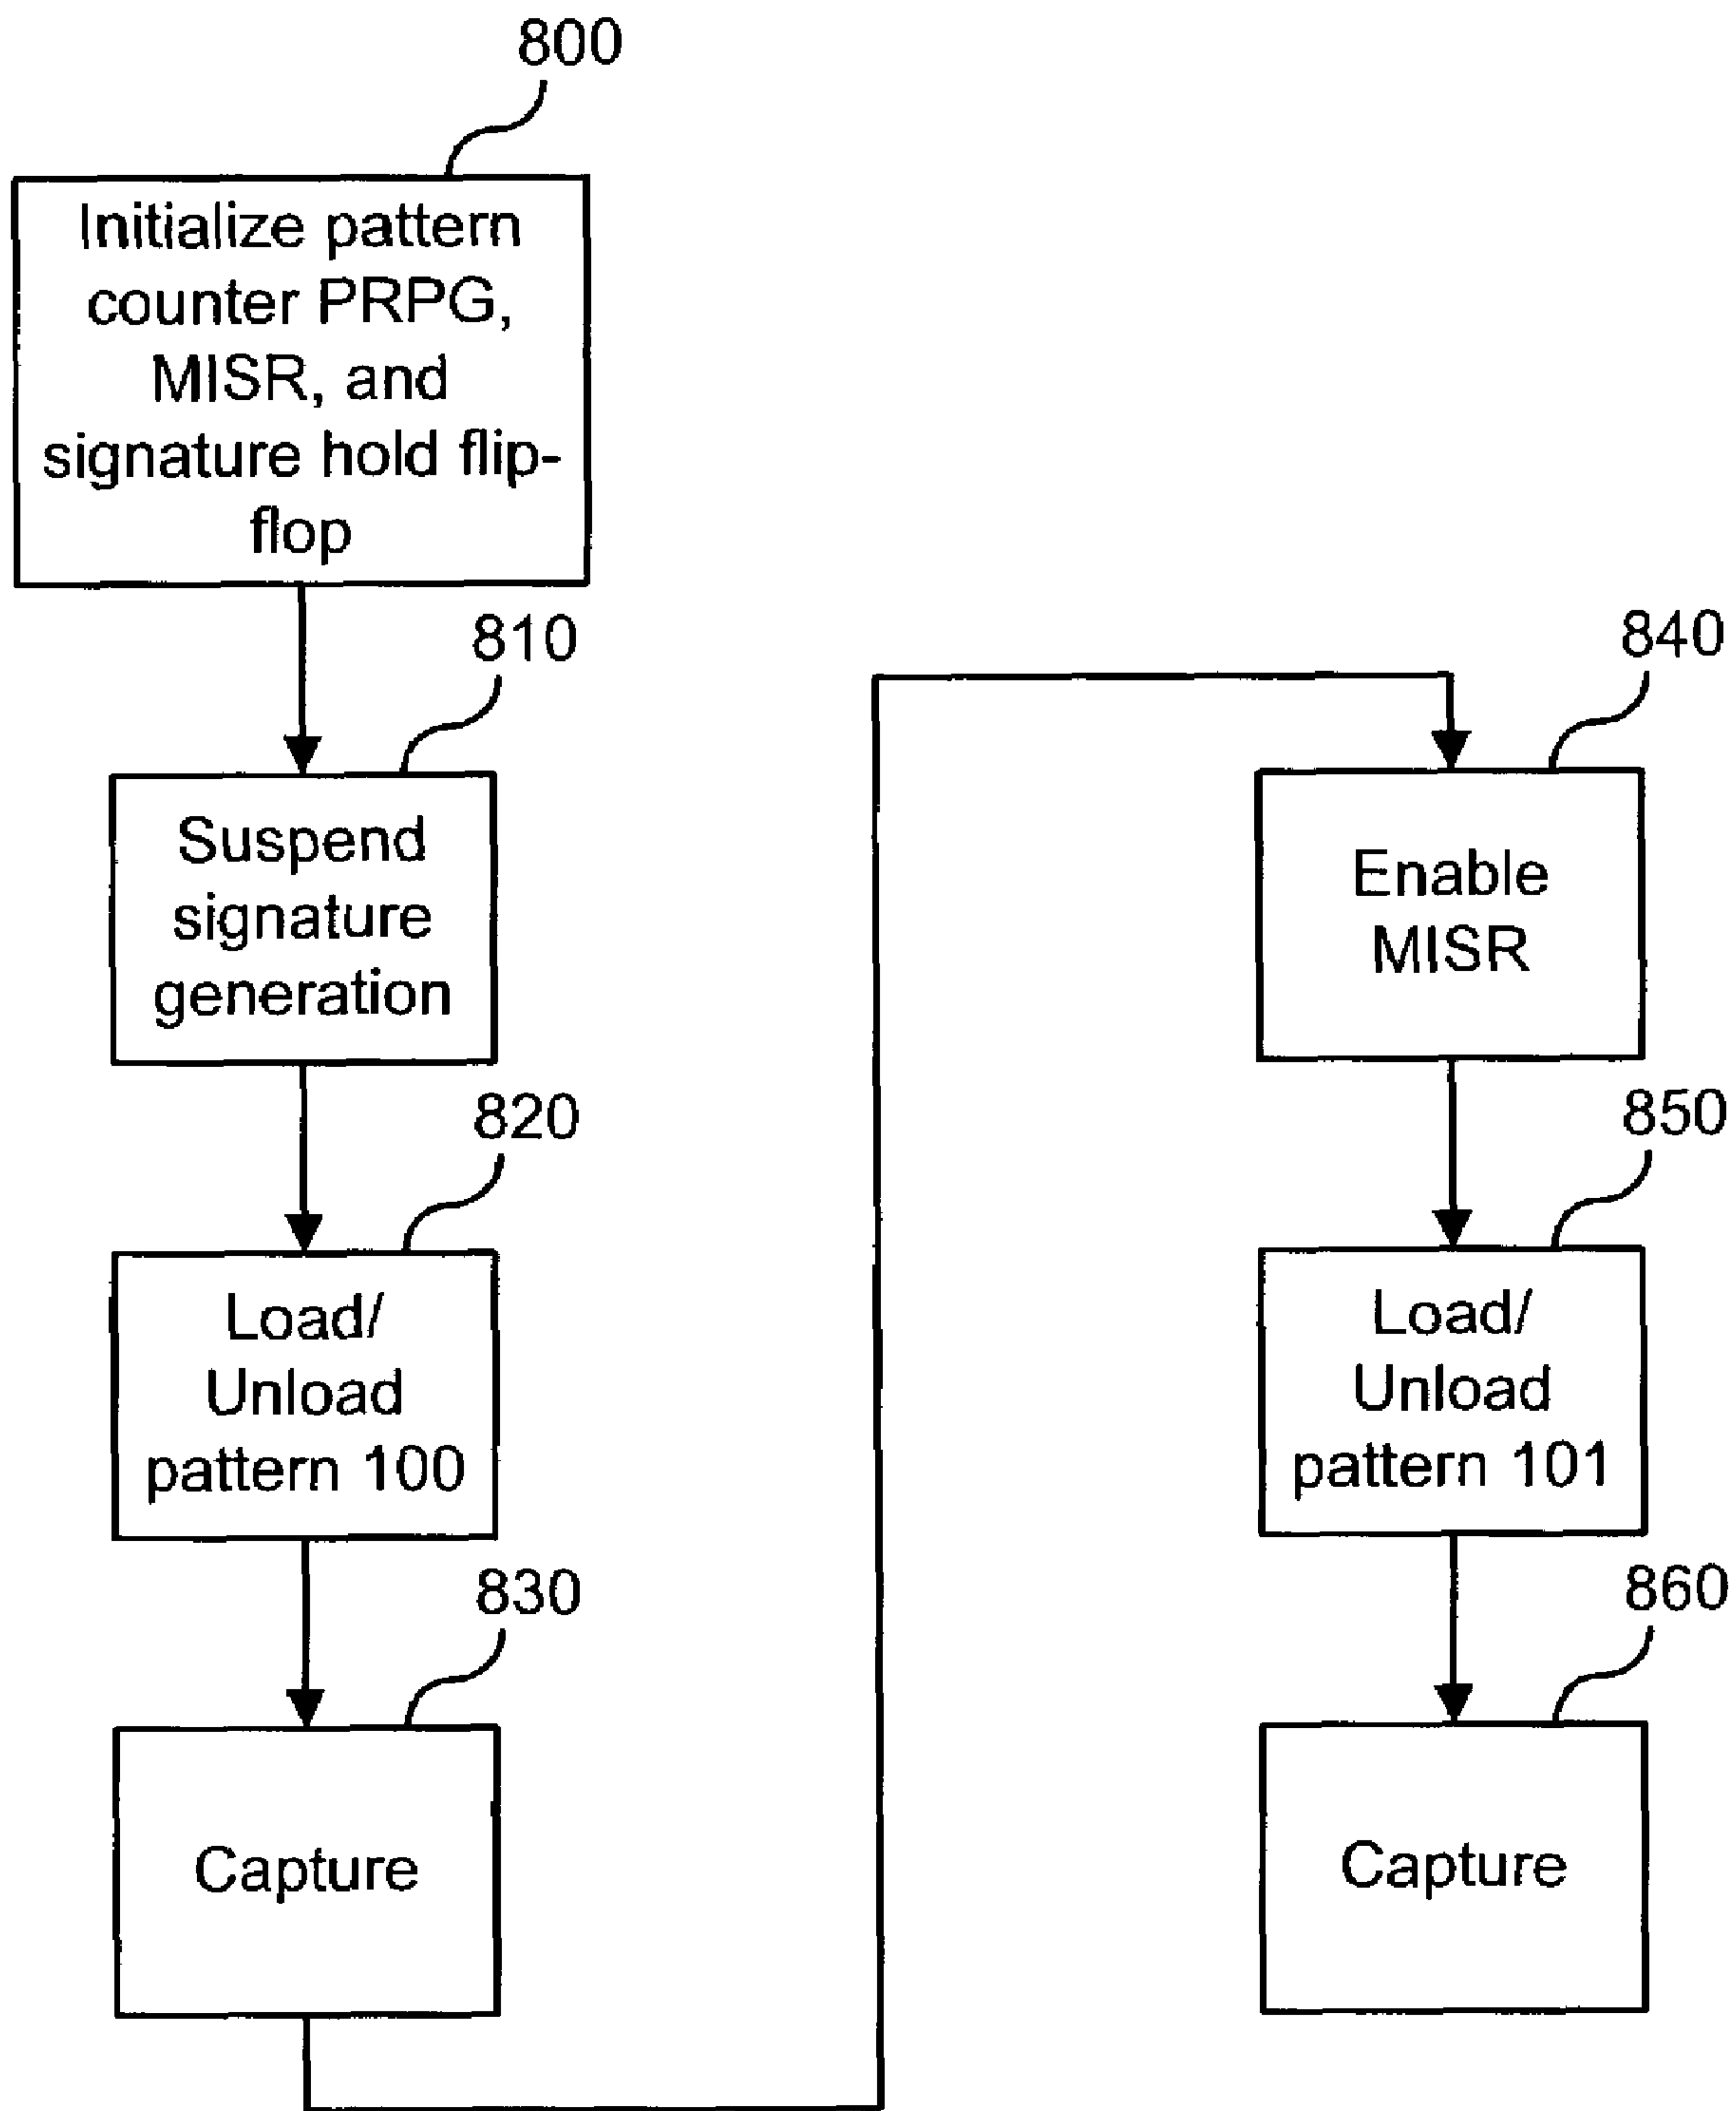 800
Initialize pattern
counter PRPG,
MISR, and
signature hold flip-
flop
810
Suspend
signature
generation
820
Load/
Unload
pattern 100
830
Capture
840
Enable
MISR
850
Load/
Unload
pattern 101
860
Capture